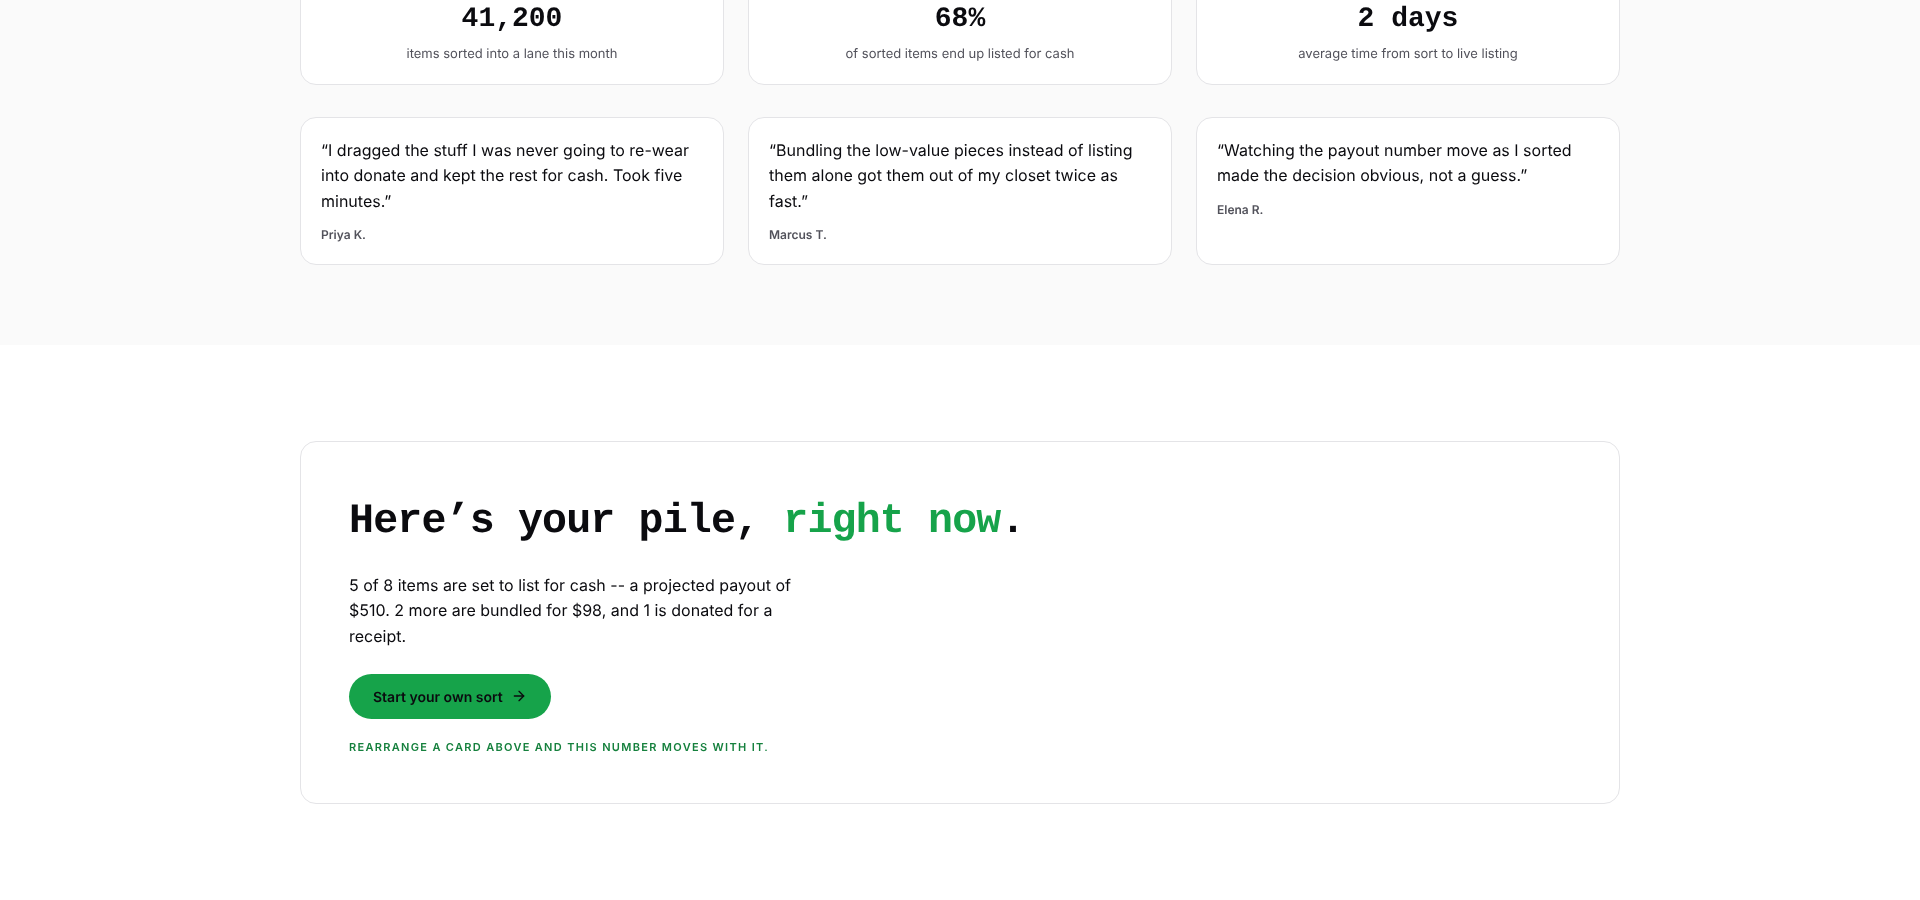 41,200
items sorted into a lane this month
68%
of sorted items end up listed for cash
2 days
average time from sort to live listing
“I dragged the stuff I was never going to re-wear
into donate and kept the rest for cash. Took five
minutes.”
Priya K.
“Bundling the low-value pieces instead of listing
them alone got them out of my closet twice as
fast.”
Marcus T.
“Watching the payout number move as I sorted
made the decision obvious, not a guess.”
Elena R.
Here’s your pile, right now.
5 of 8 items are set to list for cash -- a projected payout of
$510. 2 more are bundled for $98, and 1 is donated for a
receipt.
Start your own sort →
REARRANGE A CARD ABOVE AND THIS NUMBER MOVES WITH IT.